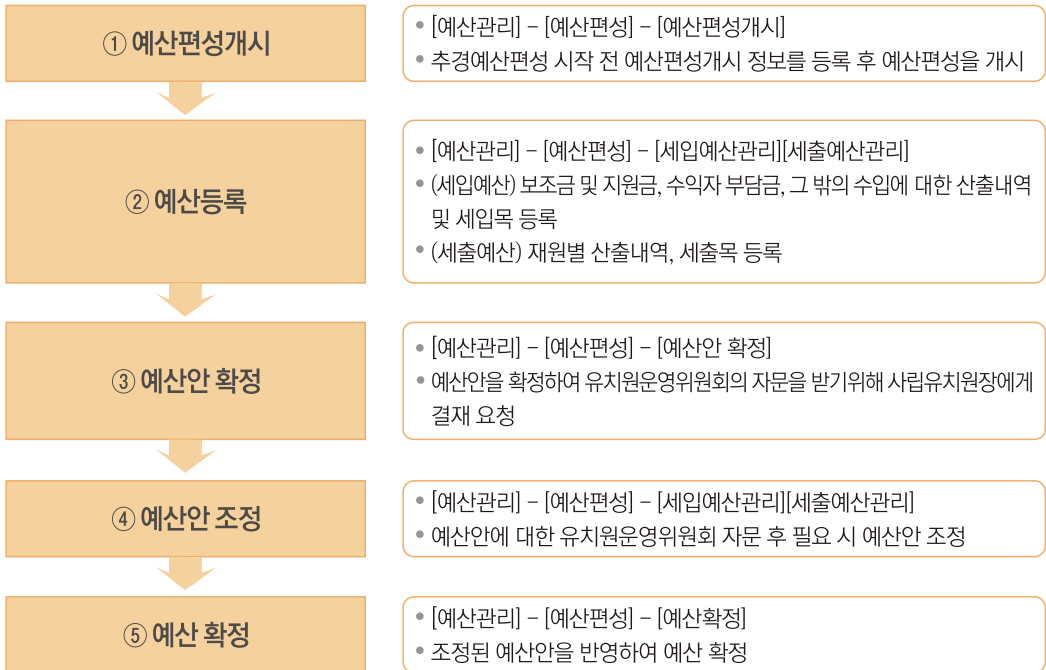 ① 예산편성개시
• [예산관리] – [예산편성] – [예산편성개시]
• 추경예산편성 시작 전 예산편성개시 정보를 등록 후 예산편성을 개시
② 예산등록
• [예산관리] – [예산편성] – [세입예산관리][세출예산관리]
• (세입예산) 보조금 및 지원금, 수익자 부담금, 그 밖의 수입에 대한 산출내역
및 세입목 등록
• (세출예산) 재원별 산출내역, 세출목 등록
③ 예산안 확정
• [예산관리] – [예산편성] – [예산안 확정]
• 예산안을 확정하여 유치원운영위원회의 자문을 받기위해 사립유치원장에게
결재 요청
④ 예산안 조정
• [예산관리] – [예산편성] – [세입예산관리][세출예산관리]
• 예산안에 대한 유치원운영위원회 자문 후 필요 시 예산안 조정
⑤ 예산 확정
• [예산관리] – [예산편성] – [예산확정]
• 조정된 예산안을 반영하여 예산 확정